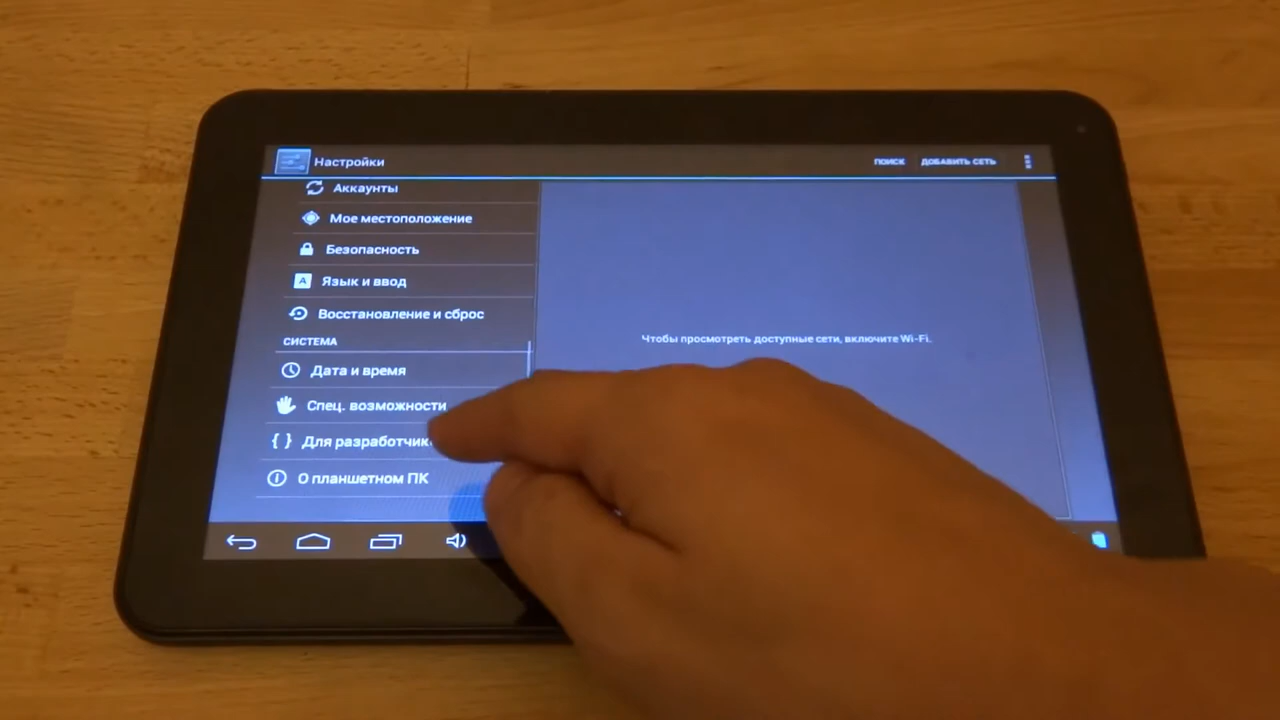 Настройки
ПОИСК
ДОБАВИТЬ СЕТЬ
Аккаунты
Мое местоположение
Безопасность
A
Язык и ввод
Восстановление и сброс
СИСТЕМА
Дата и время
Спец. возможности
{ } Для разработчик
О планшетном ПК
Чтобы просмотреть доступные сети, включите Wi-Fi.